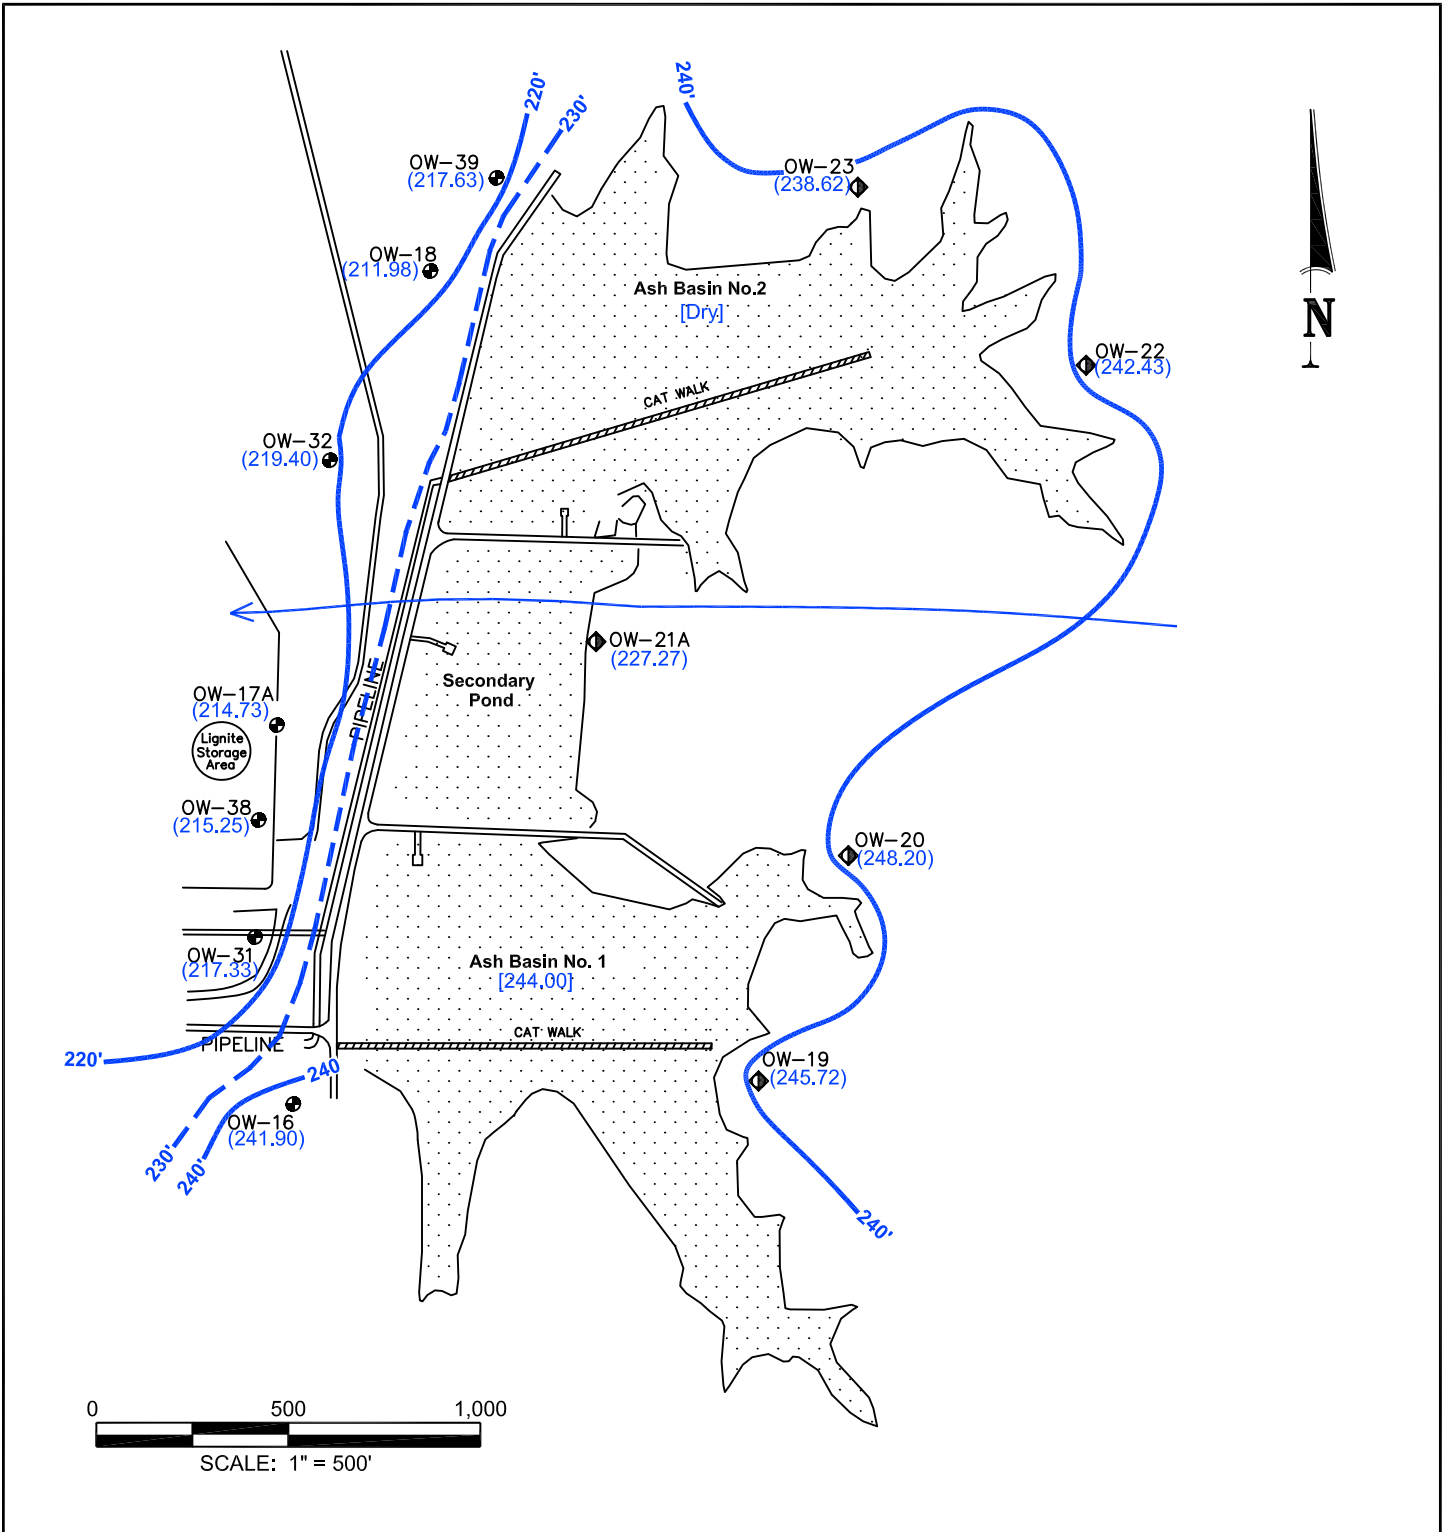 240'
220'
230'
OW-39
(217.63)
OW-23
(238.62)
OW-18
(211.98)
Ash Basin No.2
[Dry]
N
OW-22
(242.43)
CAT WALK
OW-32
(219.40)
OW-21A
(227.27)
PIPELINE
Secondary
Pond
OW-17A
(214.73)
Lignite
Storage
Area
OW-38
(215.25)
OW-20
(248.20)
OW-31
(217.33)
Ash Basin No. 1
[244.00]
CAT WALK
PIPELINE
220'
240
OW-19
(245.72)
OW-16
(241.90)
230'
240'
240'
0 500 1,000
SCALE: 1" = 500'